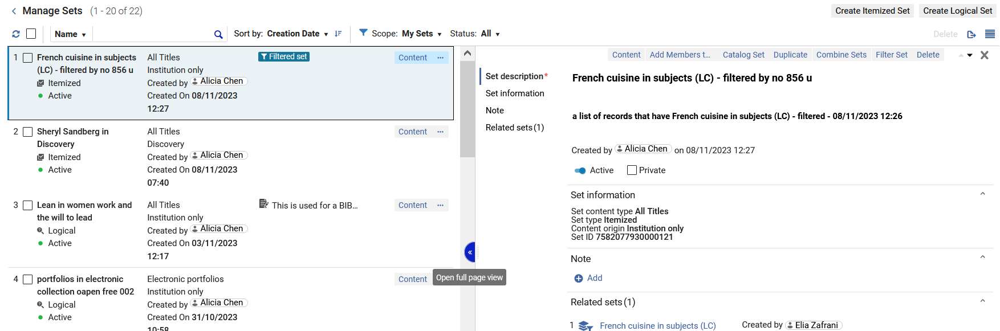 Manage Sets (1 - 20 of 22)
Create Itemized Set Create Logical Set
Name Sort by: Creation Date Scope: My Sets Status: All Delete
1 French cuisine in subjects (LC) - filtered by no 856 u
Itemized
Active
All Titles
Institution only
Created by Alicia Chen
Created On 08/11/2023
12:27
Filtered set
Content ...
2 Sheryl Sandberg in
Discovery
Itemized
Active
All Titles
Discovery
Created by Alicia Chen
Created On 08/11/2023
07:40
Content ...
3 Lean in women work and
the will to lead
Logical
Active
All Titles
Institution only
Created by Alicia Chen
Created On 03/11/2023
12:17
This is used for a BIB...
Content ...
4 portfolios in electronic
collection oapen free 002
Logical
Active
Electronic portfolios
Institution only
Created by Alicia Chen
Created On 31/10/2023
10:58
Content
Open full page view
Content Add Members t... Catalog Set Duplicate Combine Sets Filter Set Delete
Set description*
Set information
Note
Related sets (1)
French cuisine in subjects (LC) - filtered by no 856 u
a list of records that have French cuisine in subjects (LC) - filtered - 08/11/2023 12:26
Created by Alicia Chen on 08/11/2023 12:27
Active Private
Set information
Set content type All Titles
Set type Itemized
Content origin Institution only
Set ID 7582077930000121
Note
Add
Related sets (1)
1 French cuisine in subjects (LC) Created by Elia Zafrani